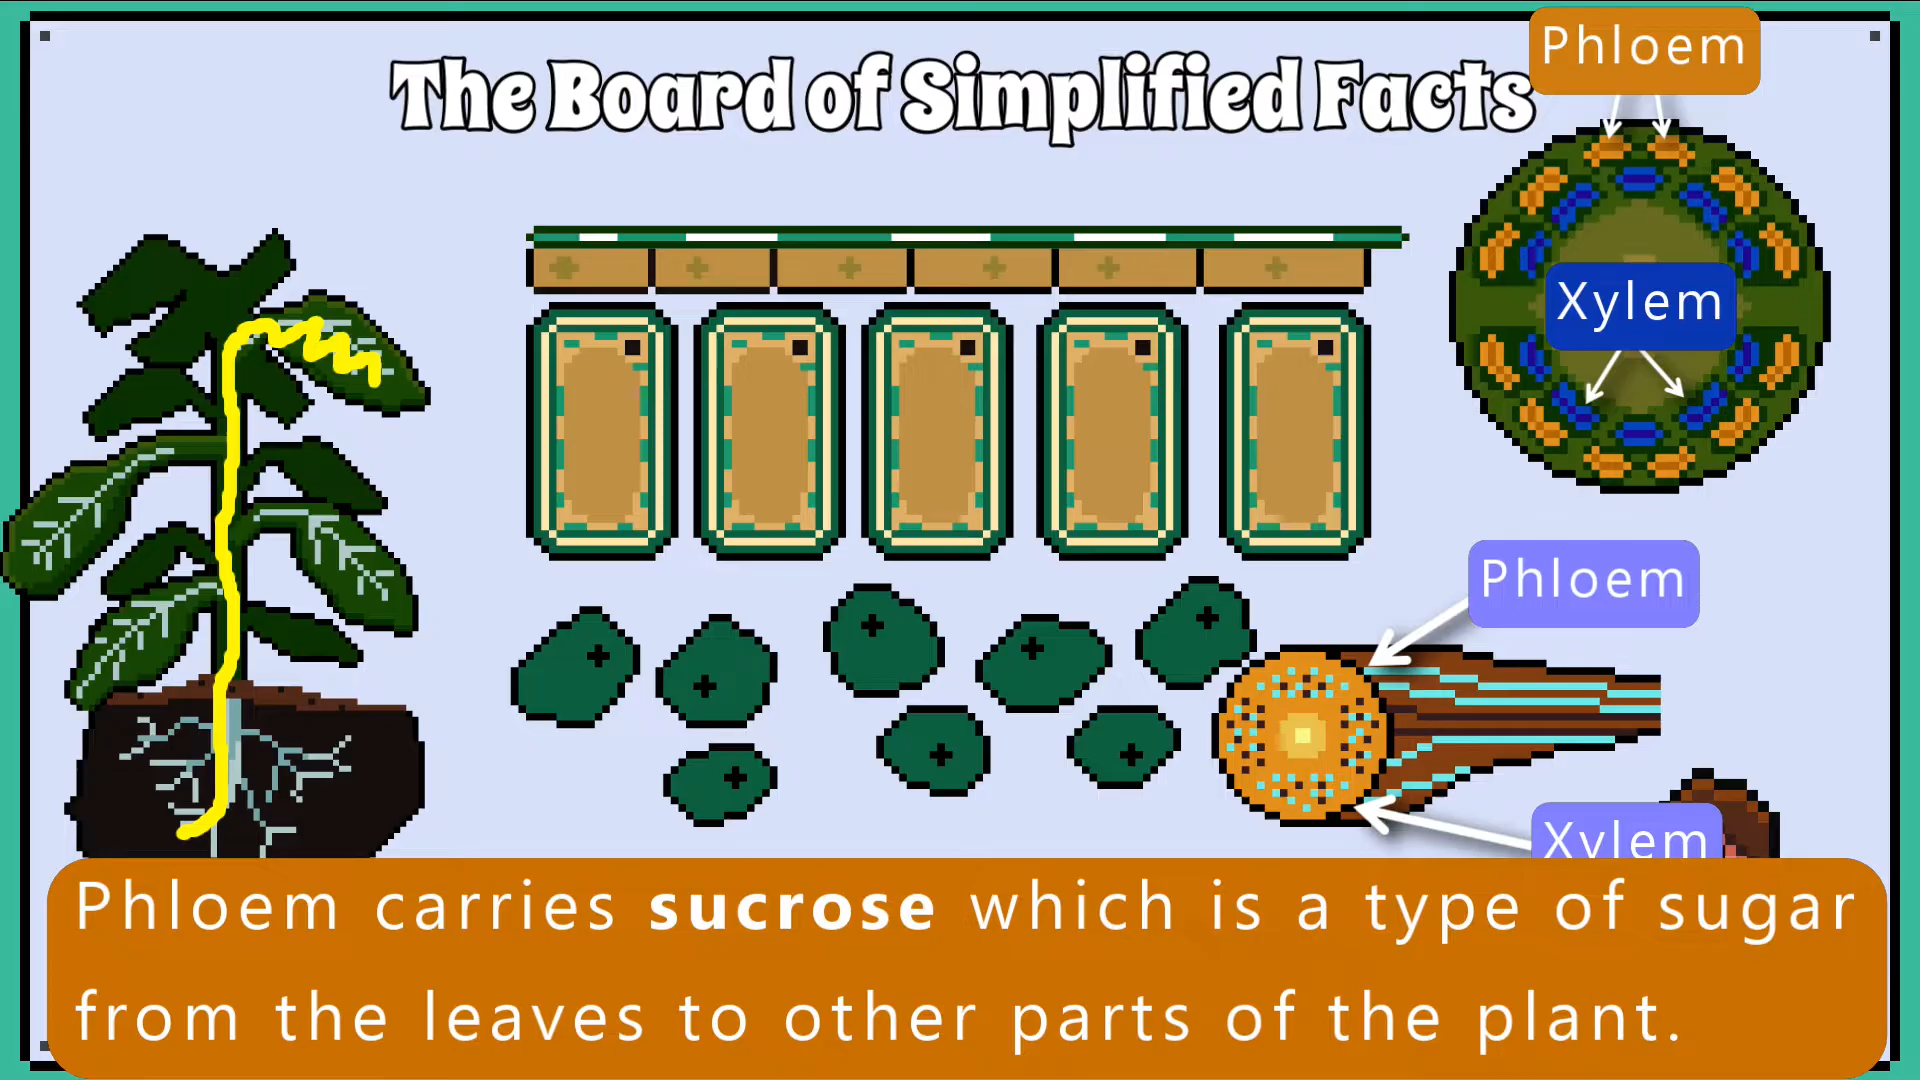 Phloem
The Board of Simplified Facts
Xylem
Phloem
Xylem
Phloem carries sucrose which is a type of sugar
from the leaves to other parts of the plant.